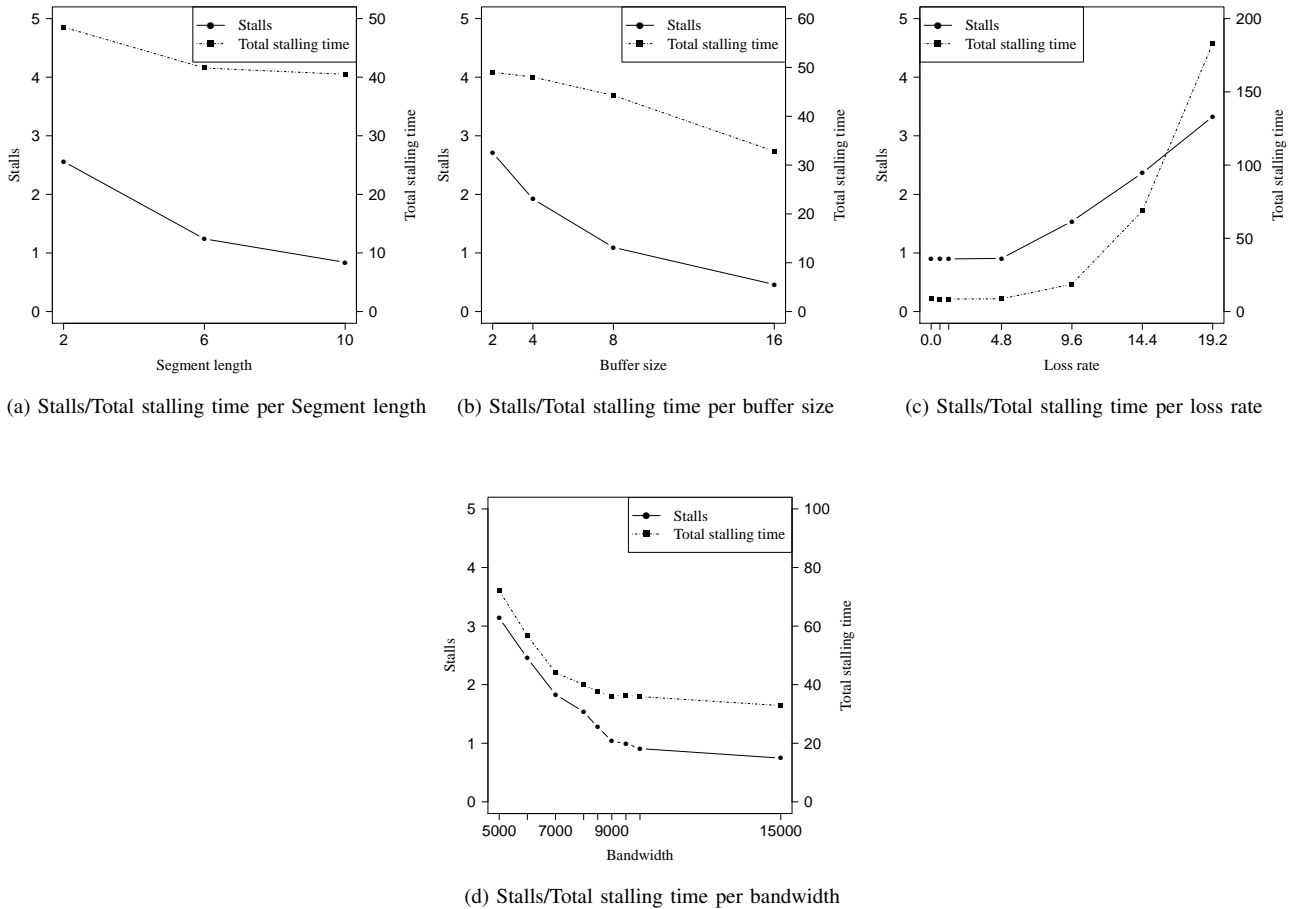 Stalls
Total stalling time
5
4
3
2
1
0
Stalls
50
40
30
20
10
0
Total stalling time
2
6
10
Segment length
(a) Stalls/Total stalling time per Segment length
Stalls
Total stalling time
5
4
3
2
1
0
Stalls
60
50
40
30
20
10
0
Total stalling time
2
4
8
16
Buffer size
(b) Stalls/Total stalling time per buffer size
Stalls
Total stalling time
5
4
3
2
1
0
Stalls
200
150
100
50
0
Total stalling time
0.0
4.8
9.6
14.4
19.2
Loss rate
(c) Stalls/Total stalling time per loss rate
Stalls
Total stalling time
5
4
3
2
1
0
Stalls
100
80
60
40
20
0
Total stalling time
5000
7000
9000
15000
Bandwidth
(d) Stalls/Total stalling time per bandwidth